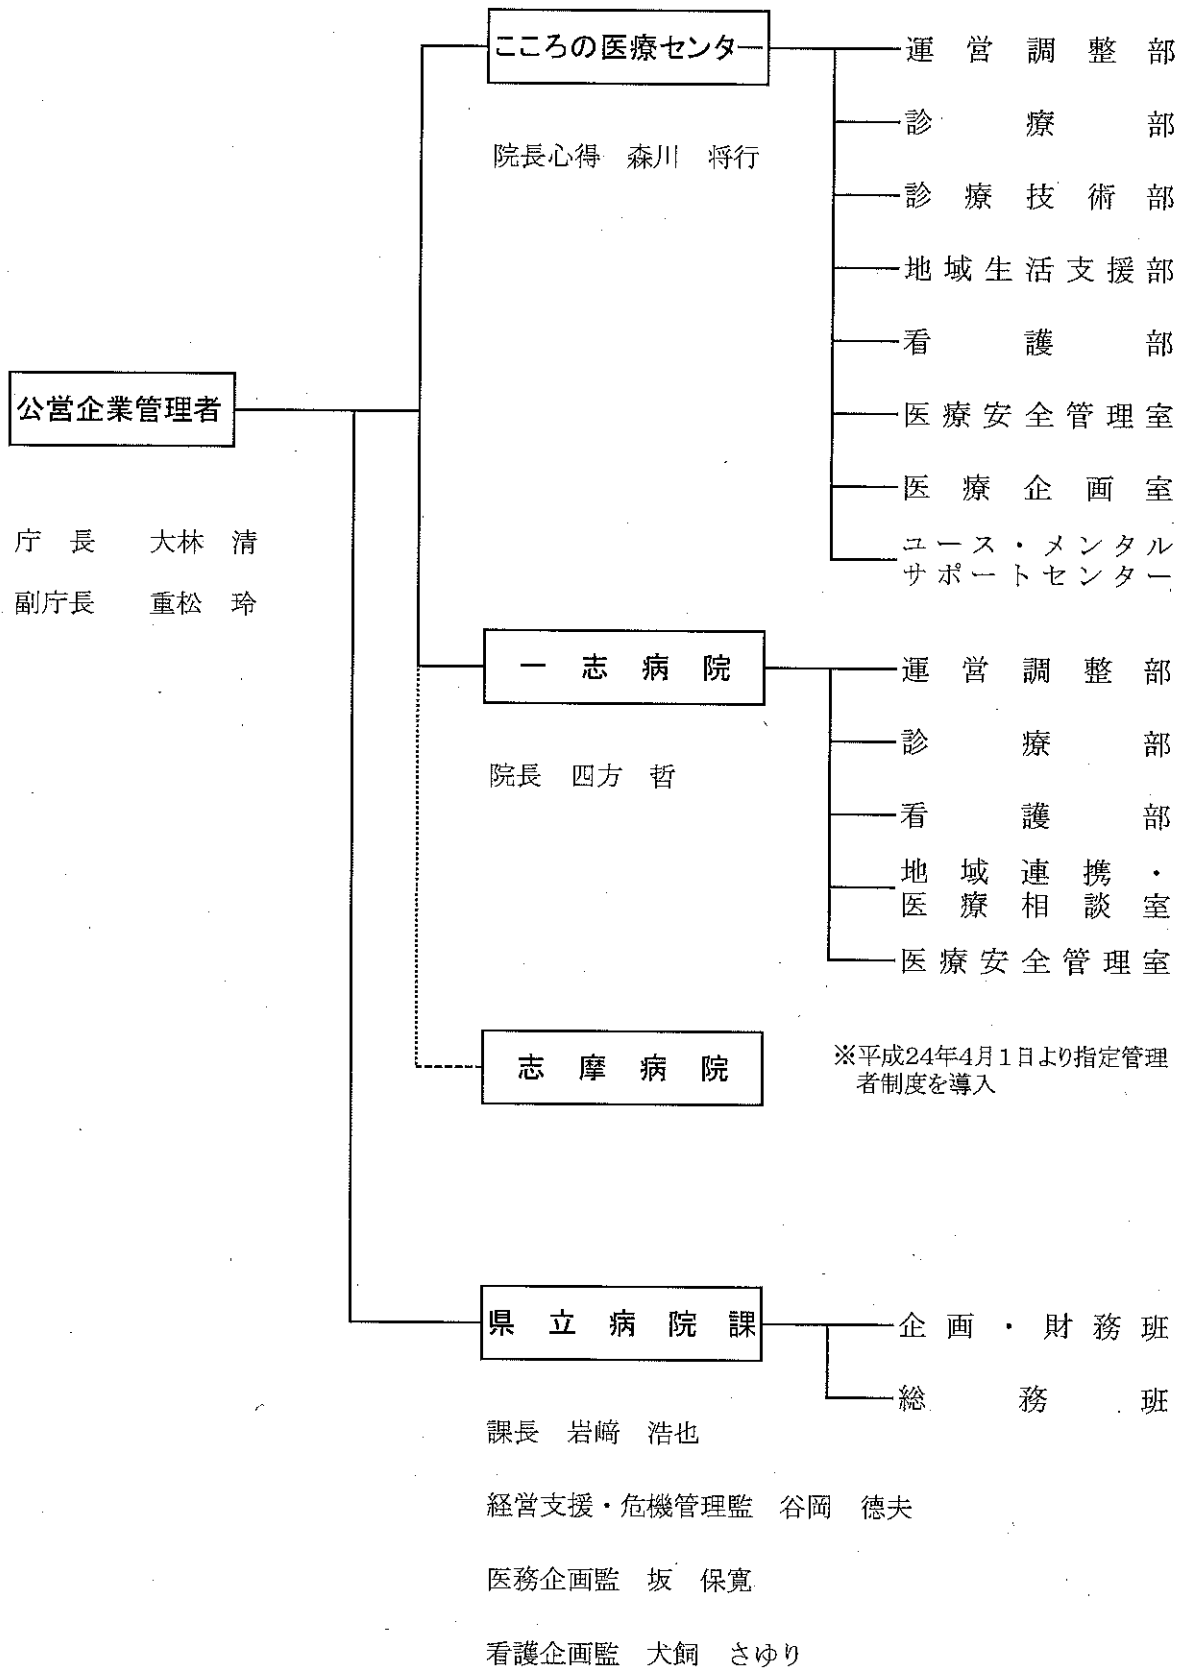 こころの医療センター
院長心得 森川 将行
運営調整部
診療部
診療技術部
地域生活支援部
看護部
医療安全管理室
医療企画室
ユース・メンタル
サポートセンター
公営企業管理者
庁長 大林 清
副庁長 重松 玲
一志病院
院長 四方 哲
運営調整部
診療部
看護部
地域連携・
医療相談室
医療安全管理室
志摩病院
※平成24年4月1日より指定管理
者制度を導入
県立病院課
企画・財務班
総務班
課長 岩﨑 浩也
経営支援・危機管理監 谷岡 德夫
医務企画監 坂 保寛
看護企画監 犬飼 さゆり